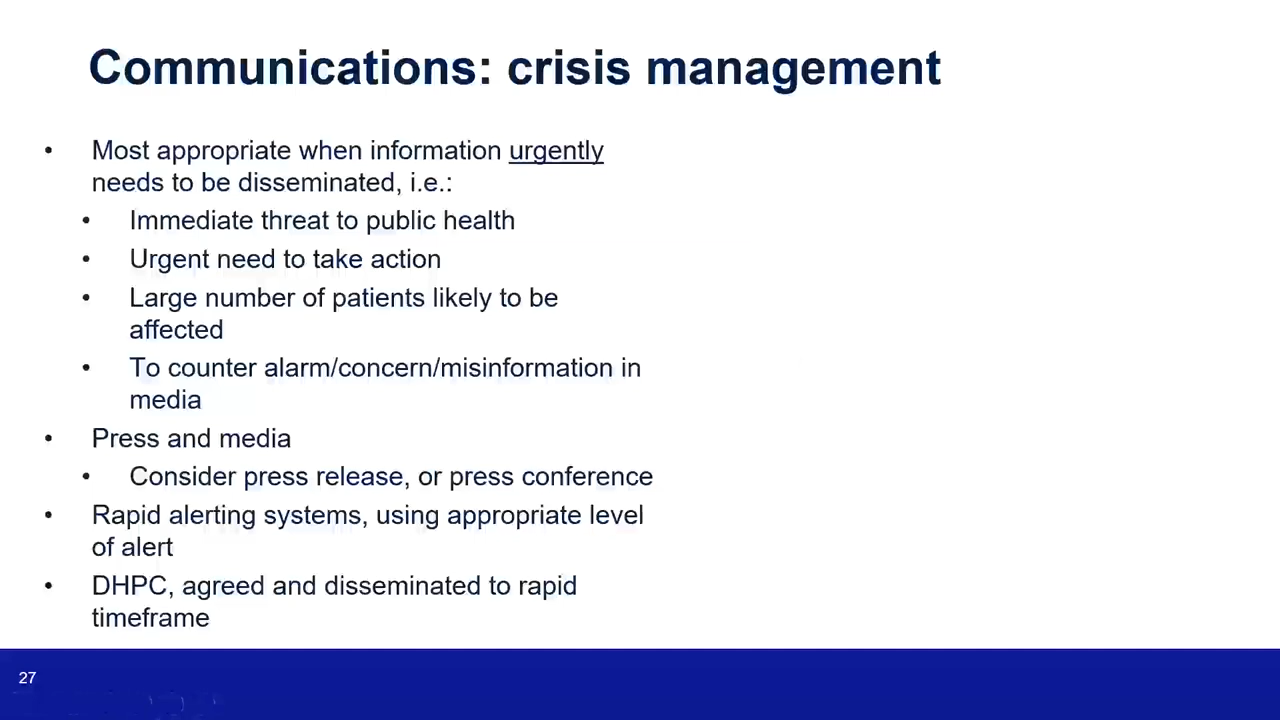 Communications: crisis management
• Most appropriate when information urgently
needs to be disseminated, i.e.:
• Immediate threat to public health
• Urgent need to take action
• Large number of patients likely to be
affected
• To counter alarm/concern/misinformation in
media
• Press and media
• Consider press release, or press conference
• Rapid alerting systems, using appropriate level
of alert
• DHPC, agreed and disseminated to rapid
timeframe
27